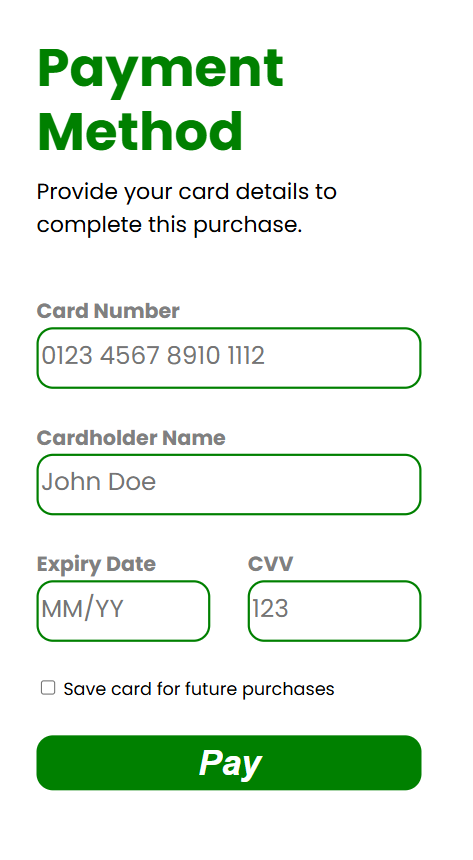 Payment
Method
Provide your card details to
complete this purchase.
Card Number
0123 4567 8910 1112
Cardholder Name
John Doe
Expiry Date
CVV
MM/YY
123
Save card for future purchases
Pay